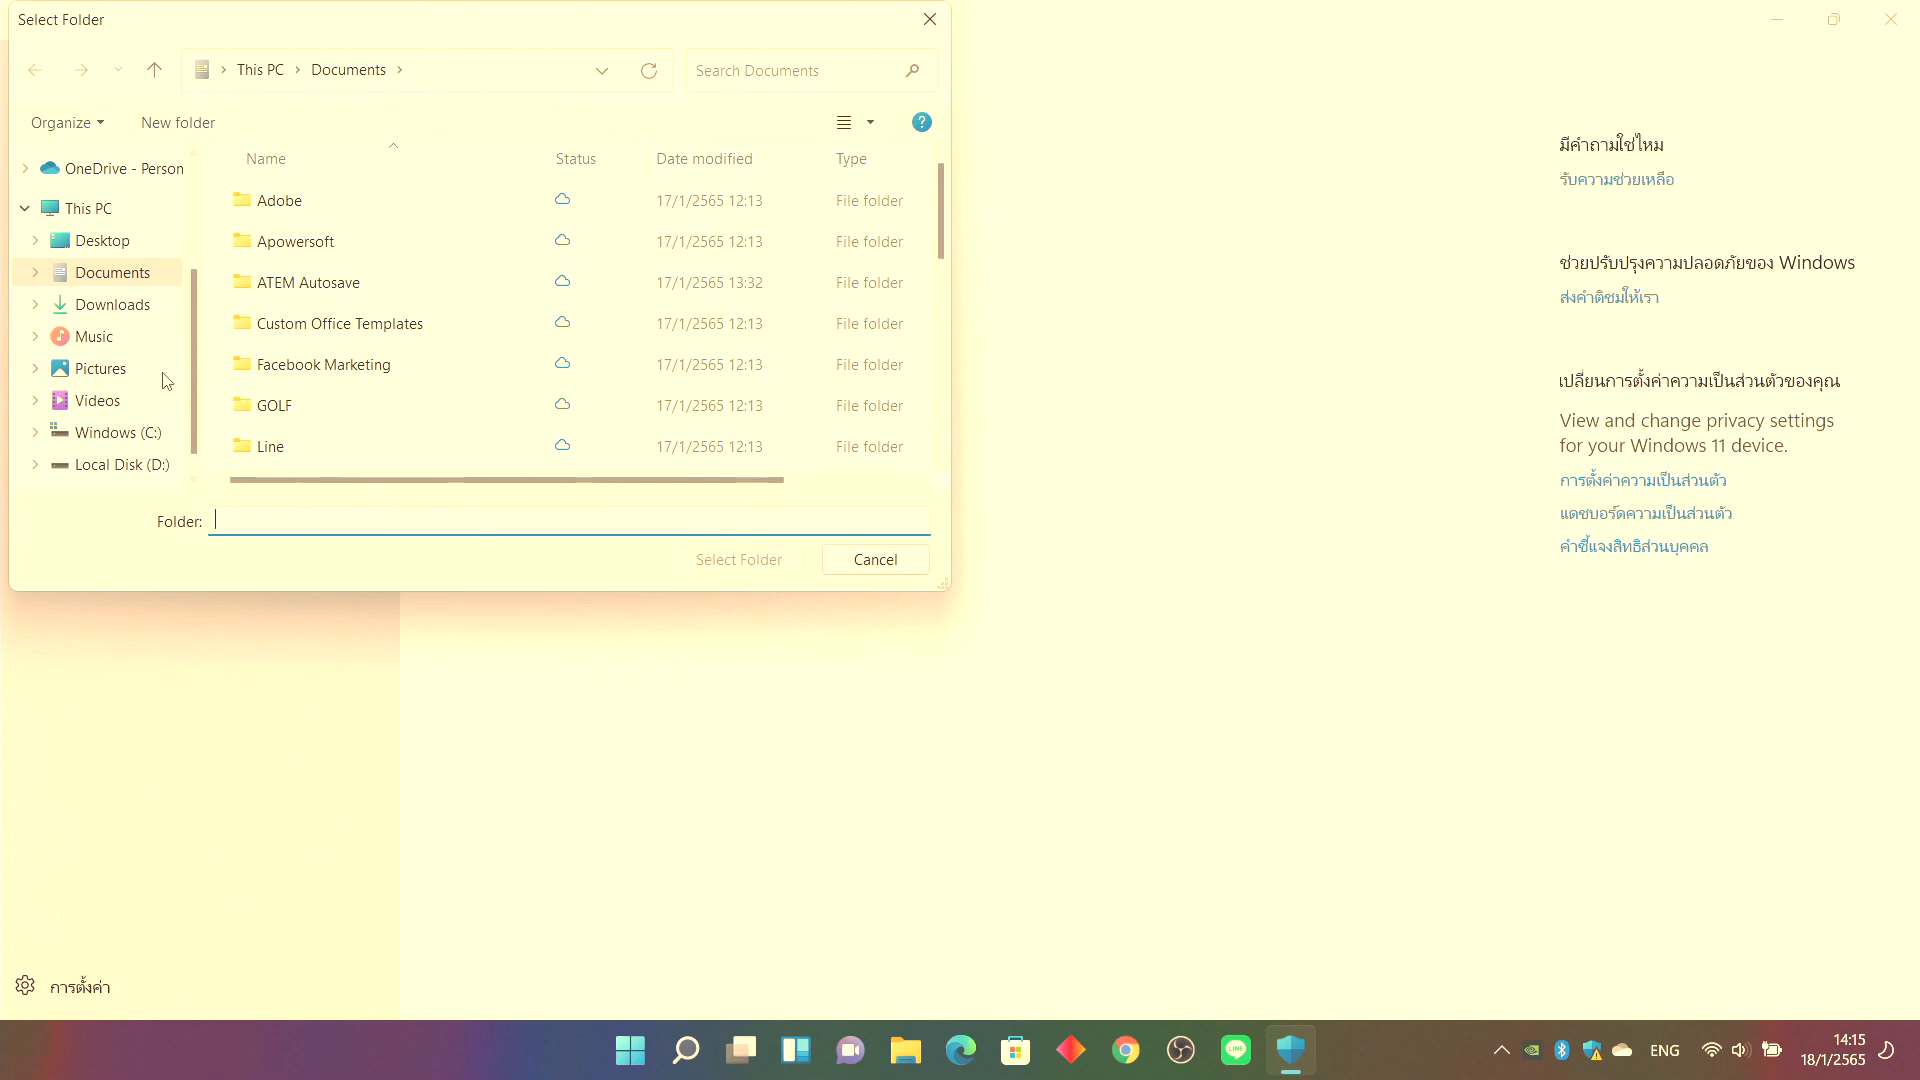 Select Folder
This PC > Documents >
Search Documents
Organize
New folder
?
Name
Status
Date modified
Type
OneDrive - Person
This PC
Desktop
Documents
Downloads
Music
Pictures
Videos
Windows (C:)
Local Disk (D:)
Adobe 17/1/2565 12:13 File folder
Apowersoft 17/1/2565 12:13 File folder
ATEM Autosave 17/1/2565 13:32 File folder
Custom Office Templates 17/1/2565 12:13 File folder
Facebook Marketing 17/1/2565 12:13 File folder
GOLF 17/1/2565 12:13 File folder
Line 17/1/2565 12:13 File folder
Folder:
Select Folder
Cancel
มีคำถามใช่ไหม
รับความช่วยเหลือ
ช่วยปรับปรุงความปลอดภัยของ Windows
ส่งคำติชมให้เรา
เปลี่ยนการตั้งค่าความเป็นส่วนตัวของคุณ
View and change privacy settings
for your Windows 11 device.
การตั้งค่าความเป็นส่วนตัว
แดชบอร์ดความเป็นส่วนตัว
คำชี้แจงสิทธิส่วนบุคคล
การตั้งค่า
LINE
ENG
14:15
18/1/2565